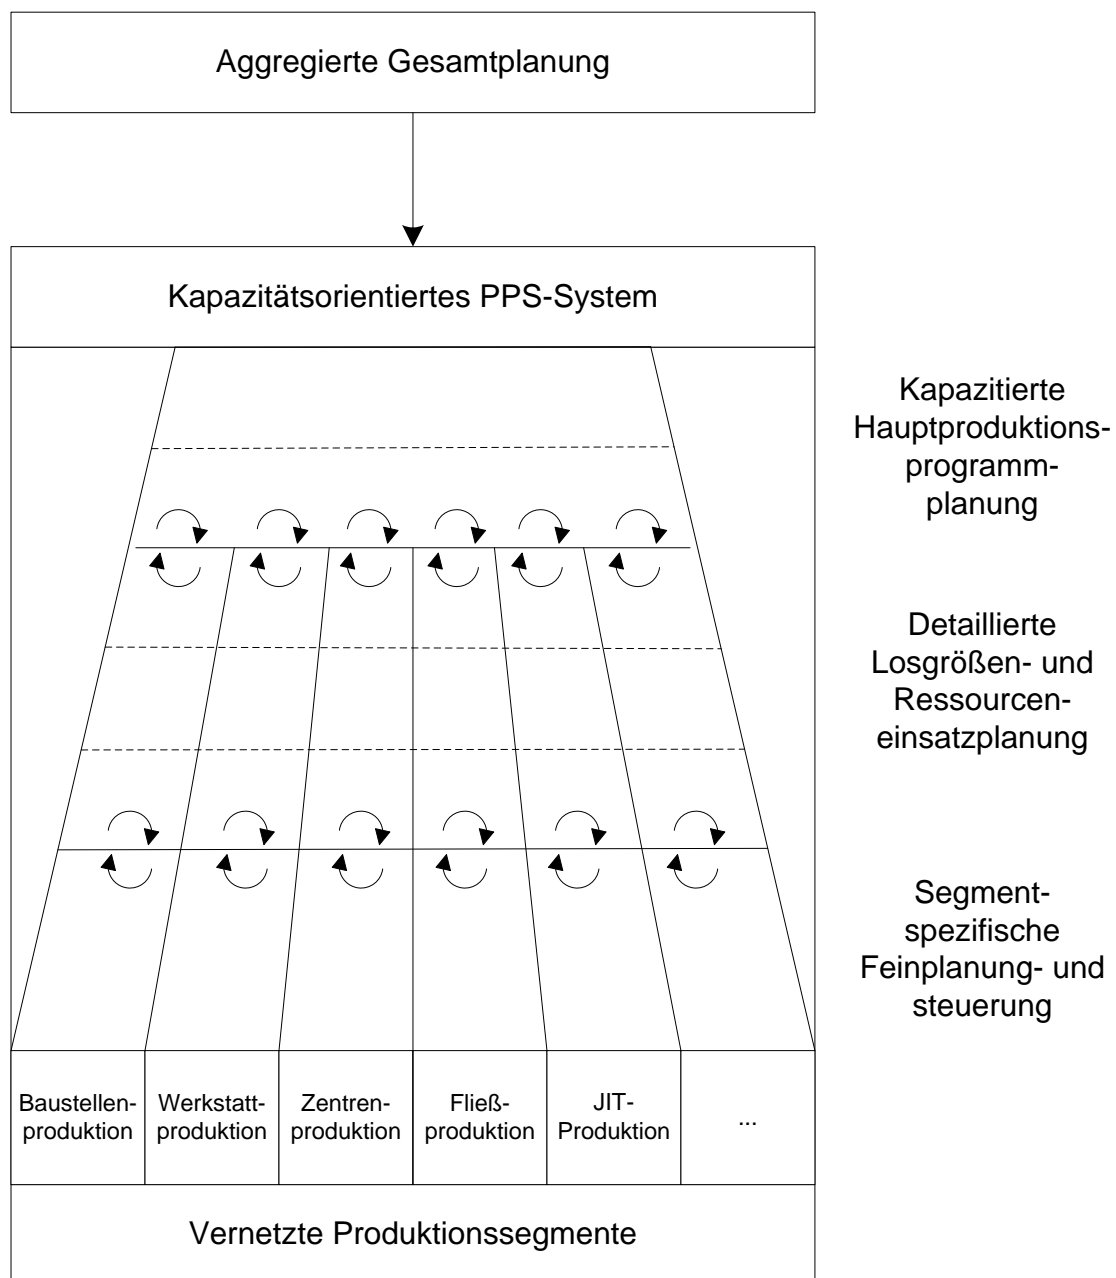 Aggregierte Gesamtplanung
Kapazitätsorientiertes PPS-System
Kapazitierte
Hauptproduktions-
programm-
planung
Detaillierte
Losgrößen- und
Ressourcen-
einsatzplanung
Segment-
spezifische
Feinplanung- und
steuerung
Baustellen-
produktion
Werkstatt-
produktion
Zentren-
produktion
Fließ-
produktion
JIT-
Produktion
...
Vernetzte Produktionssegmente